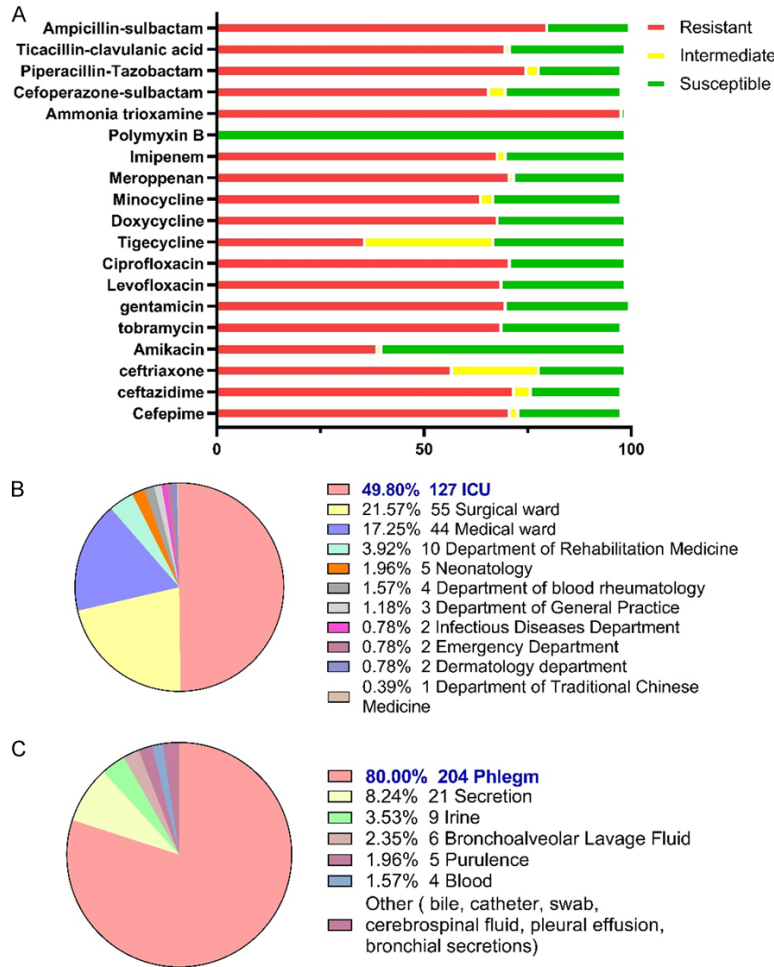 A
Resistant
Intermediate
Susceptible
Ampicillin-sulbactam
Ticacillin-clavulanic acid
Piperacillin-Tazobactam
Cefoperazone-sulbactam
Ammonia trioxamine
Polymyxin B
Imipenem
Meroppenan
Minocycline
Doxycycline
Tigecycline
Ciprofloxacin
Levofloxacin
gentamicin
tobramycin
Amikacin
ceftriaxone
ceftazidime
Cefepime
0 50 100
B
49.80% 127 ICU
21.57% 55 Surgical ward
17.25% 44 Medical ward
3.92% 10 Department of Rehabilitation Medicine
1.96% 5 Neonatology
1.57% 4 Department of blood rheumatology
1.18% 3 Department of General Practice
0.78% 2 Infectious Diseases Department
0.78% 2 Emergency Department
0.78% 2 Dermatology department
0.39% 1 Department of Traditional Chinese
Medicine
C
80.00% 204 Phlegm
8.24% 21 Secretion
3.53% 9 Irine
2.35% 6 Bronchoalveolar Lavage Fluid
1.96% 5 Purulence
1.57% 4 Blood
Other ( bile, catheter, swab,
cerebrospinal fluid, pleural effusion,
bronchial secretions)